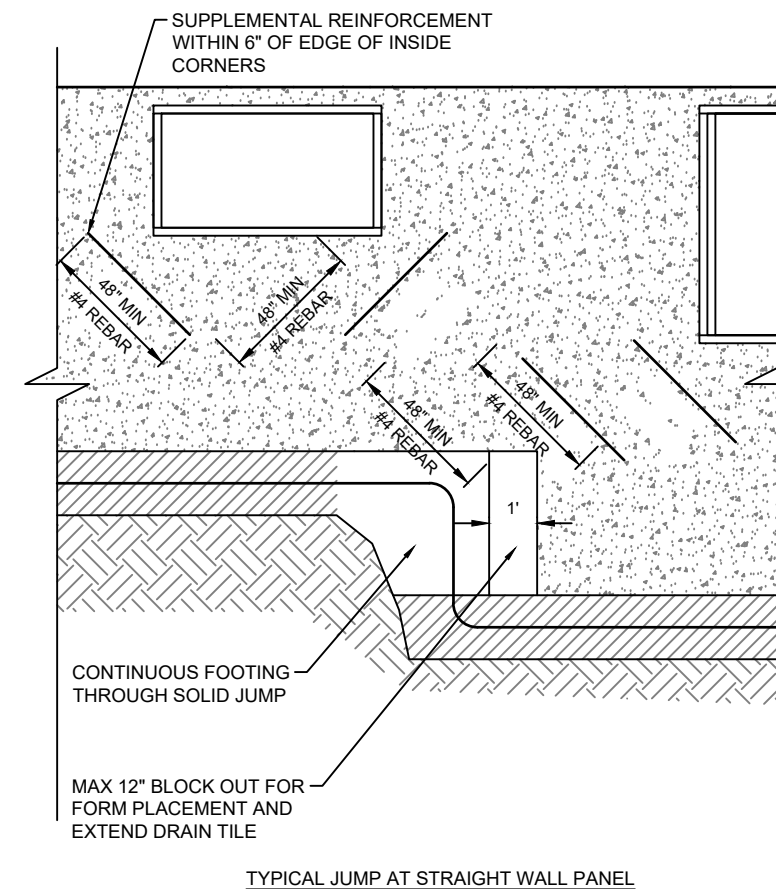 SUPPLEMENTAL REINFORCEMENT
WITHIN 6" OF EDGE OF INSIDE
CORNERS
48" MIN
#4 REBAR
48" MIN
#4 REBAR
48" MIN
#4 REBAR
48" MIN
#4 REBAR
1'
CONTINUOUS FOOTING
THROUGH SOLID JUMP
MAX 12" BLOCK OUT FOR
FORM PLACEMENT AND
EXTEND DRAIN TILE
TYPICAL JUMP AT STRAIGHT WALL PANEL